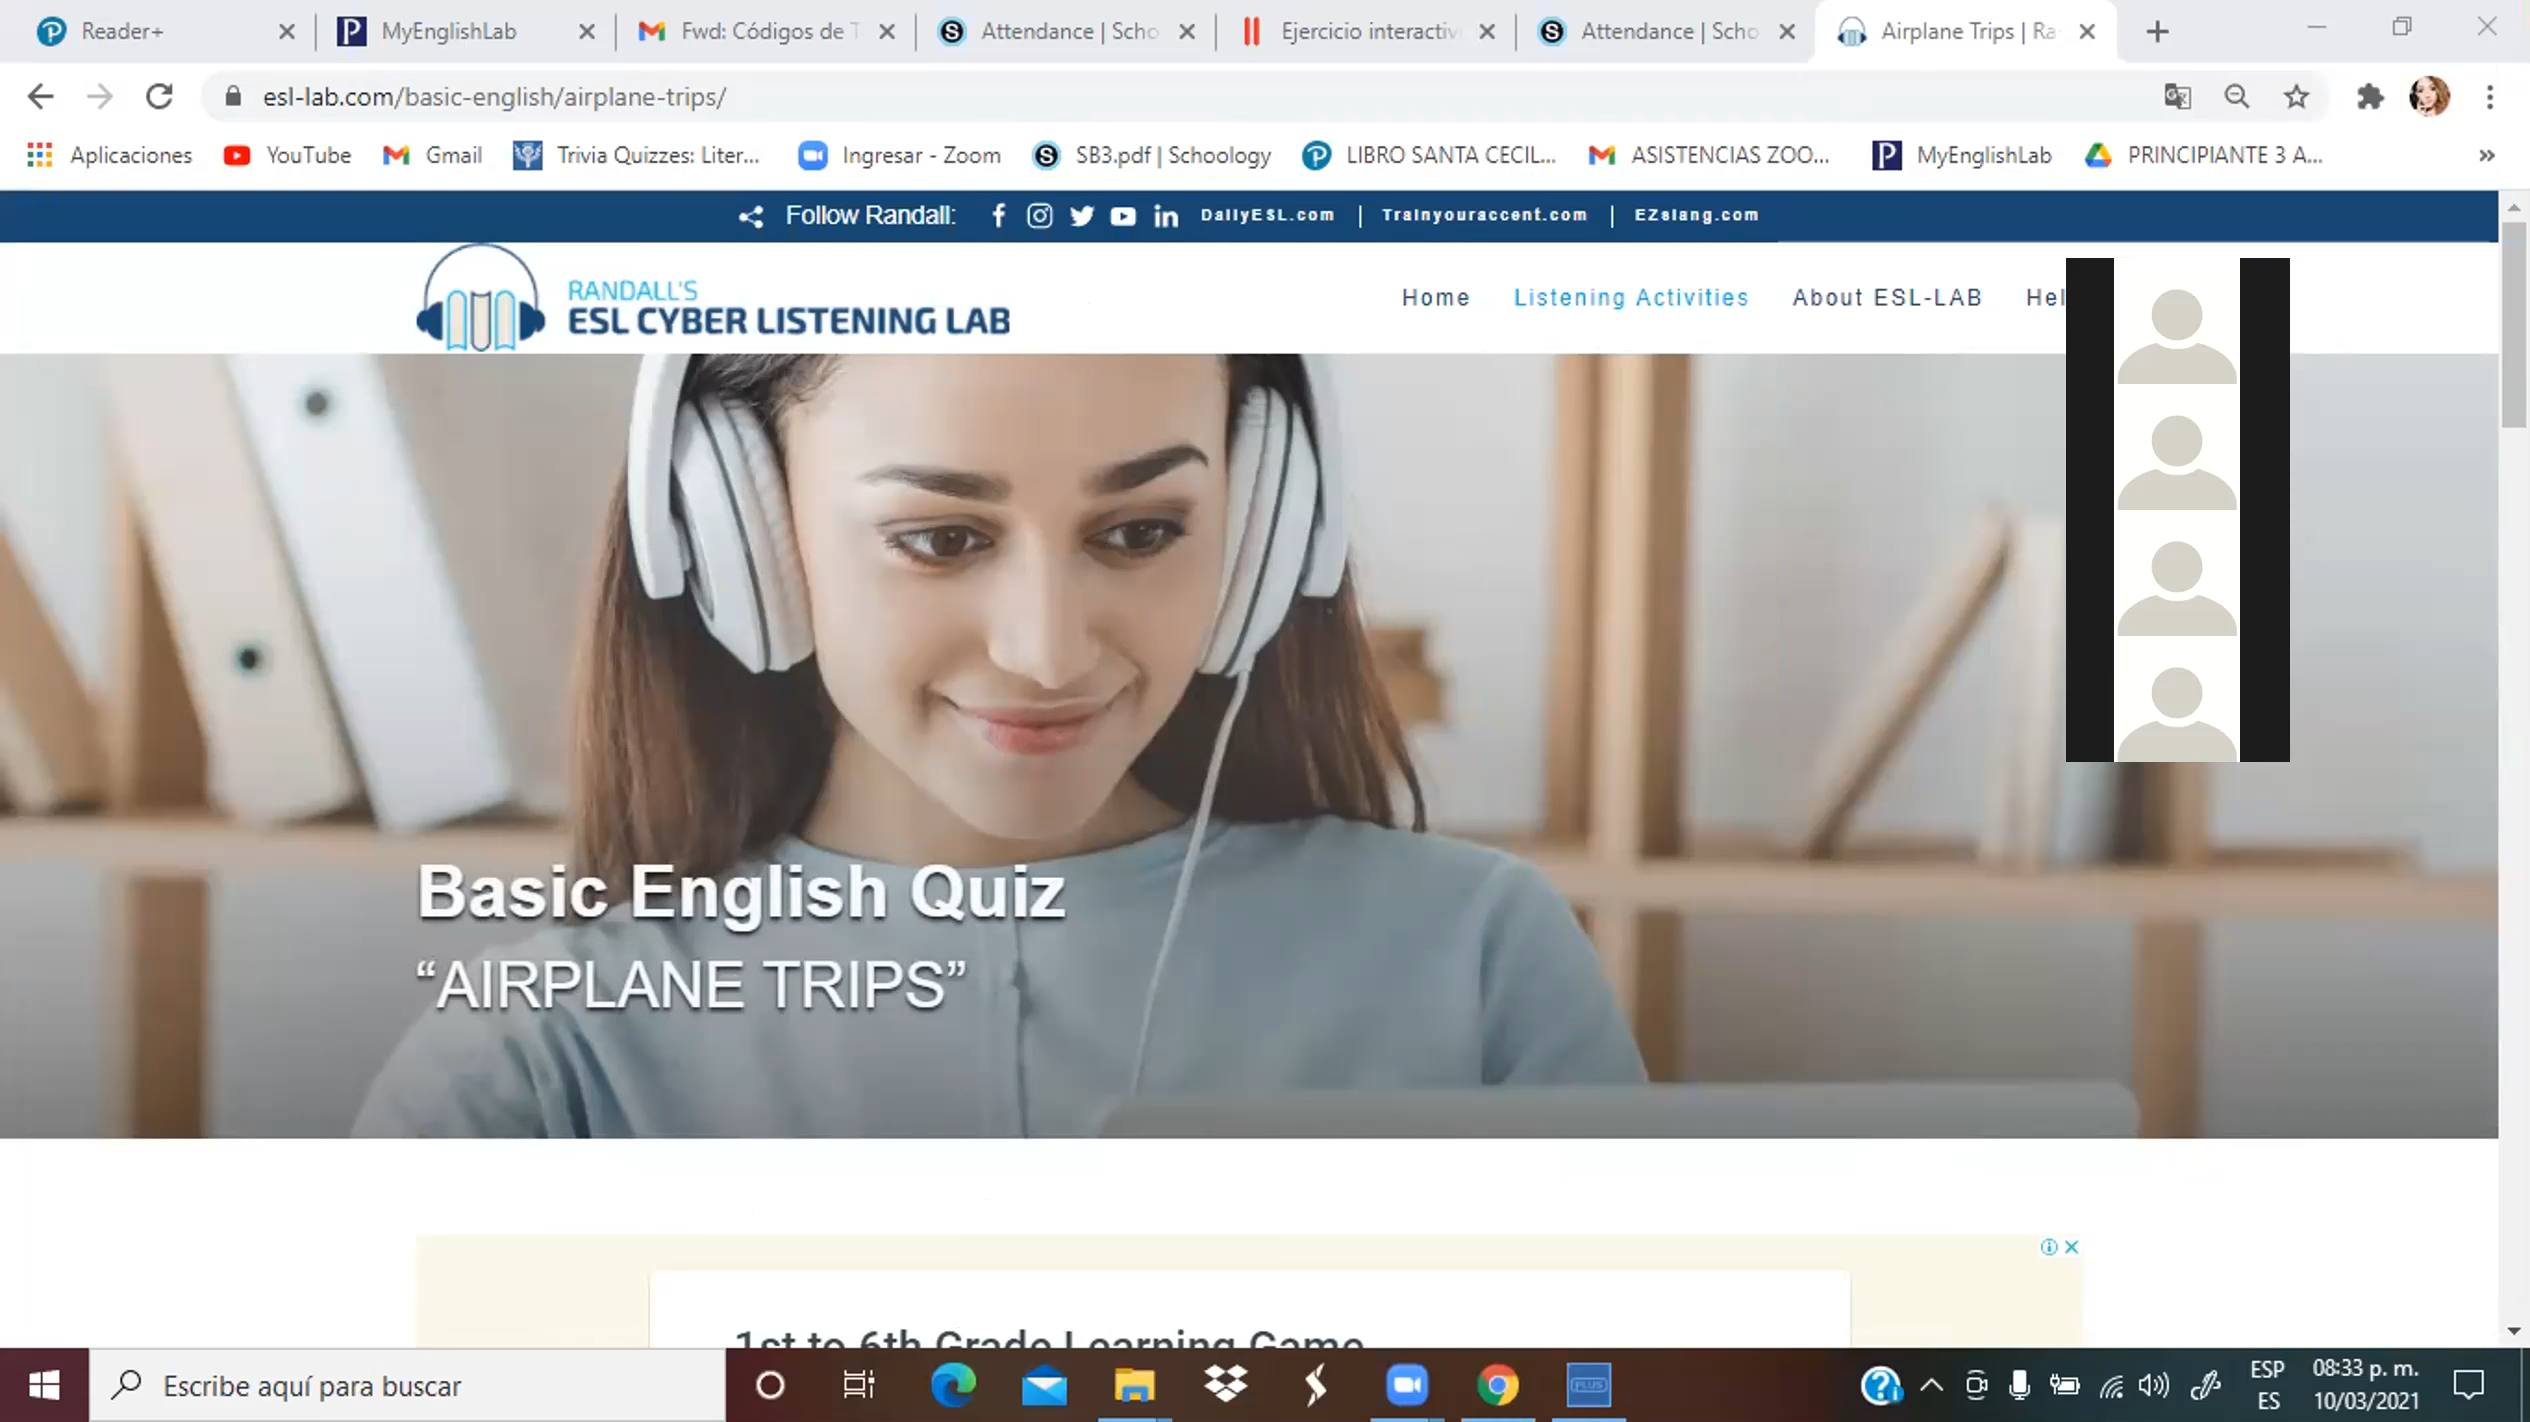 Reader+
MyEnglishLab
Fwd: Códigos de T
Attendance | Scho
Ejercicio interactiv
Attendance | Scho
Airplane Trips | Ra
esl-lab.com/basic-english/airplane-trips/
Aplicaciones
YouTube
Gmail
Trivia Quizzes: Liter...
Ingresar - Zoom
SB3.pdf | Schoology
LIBRO SANTA CECIL...
ASISTENCIAS ZOO...
MyEnglishLab
PRINCIPIANTE 3 A...
Follow Randall:
DailyESL.com | Trainyouraccent.com | EZslang.com
RANDALL'S
ESL CYBER LISTENING LAB
Home
Listening Activities
About ESL-LAB
Hel
Basic English Quiz
“AIRPLANE TRIPS”
1st to 6th Grade Learning Game
Escribe aquí para buscar
PLUS
ESP
ES
08:33 p. m.
10/03/2021